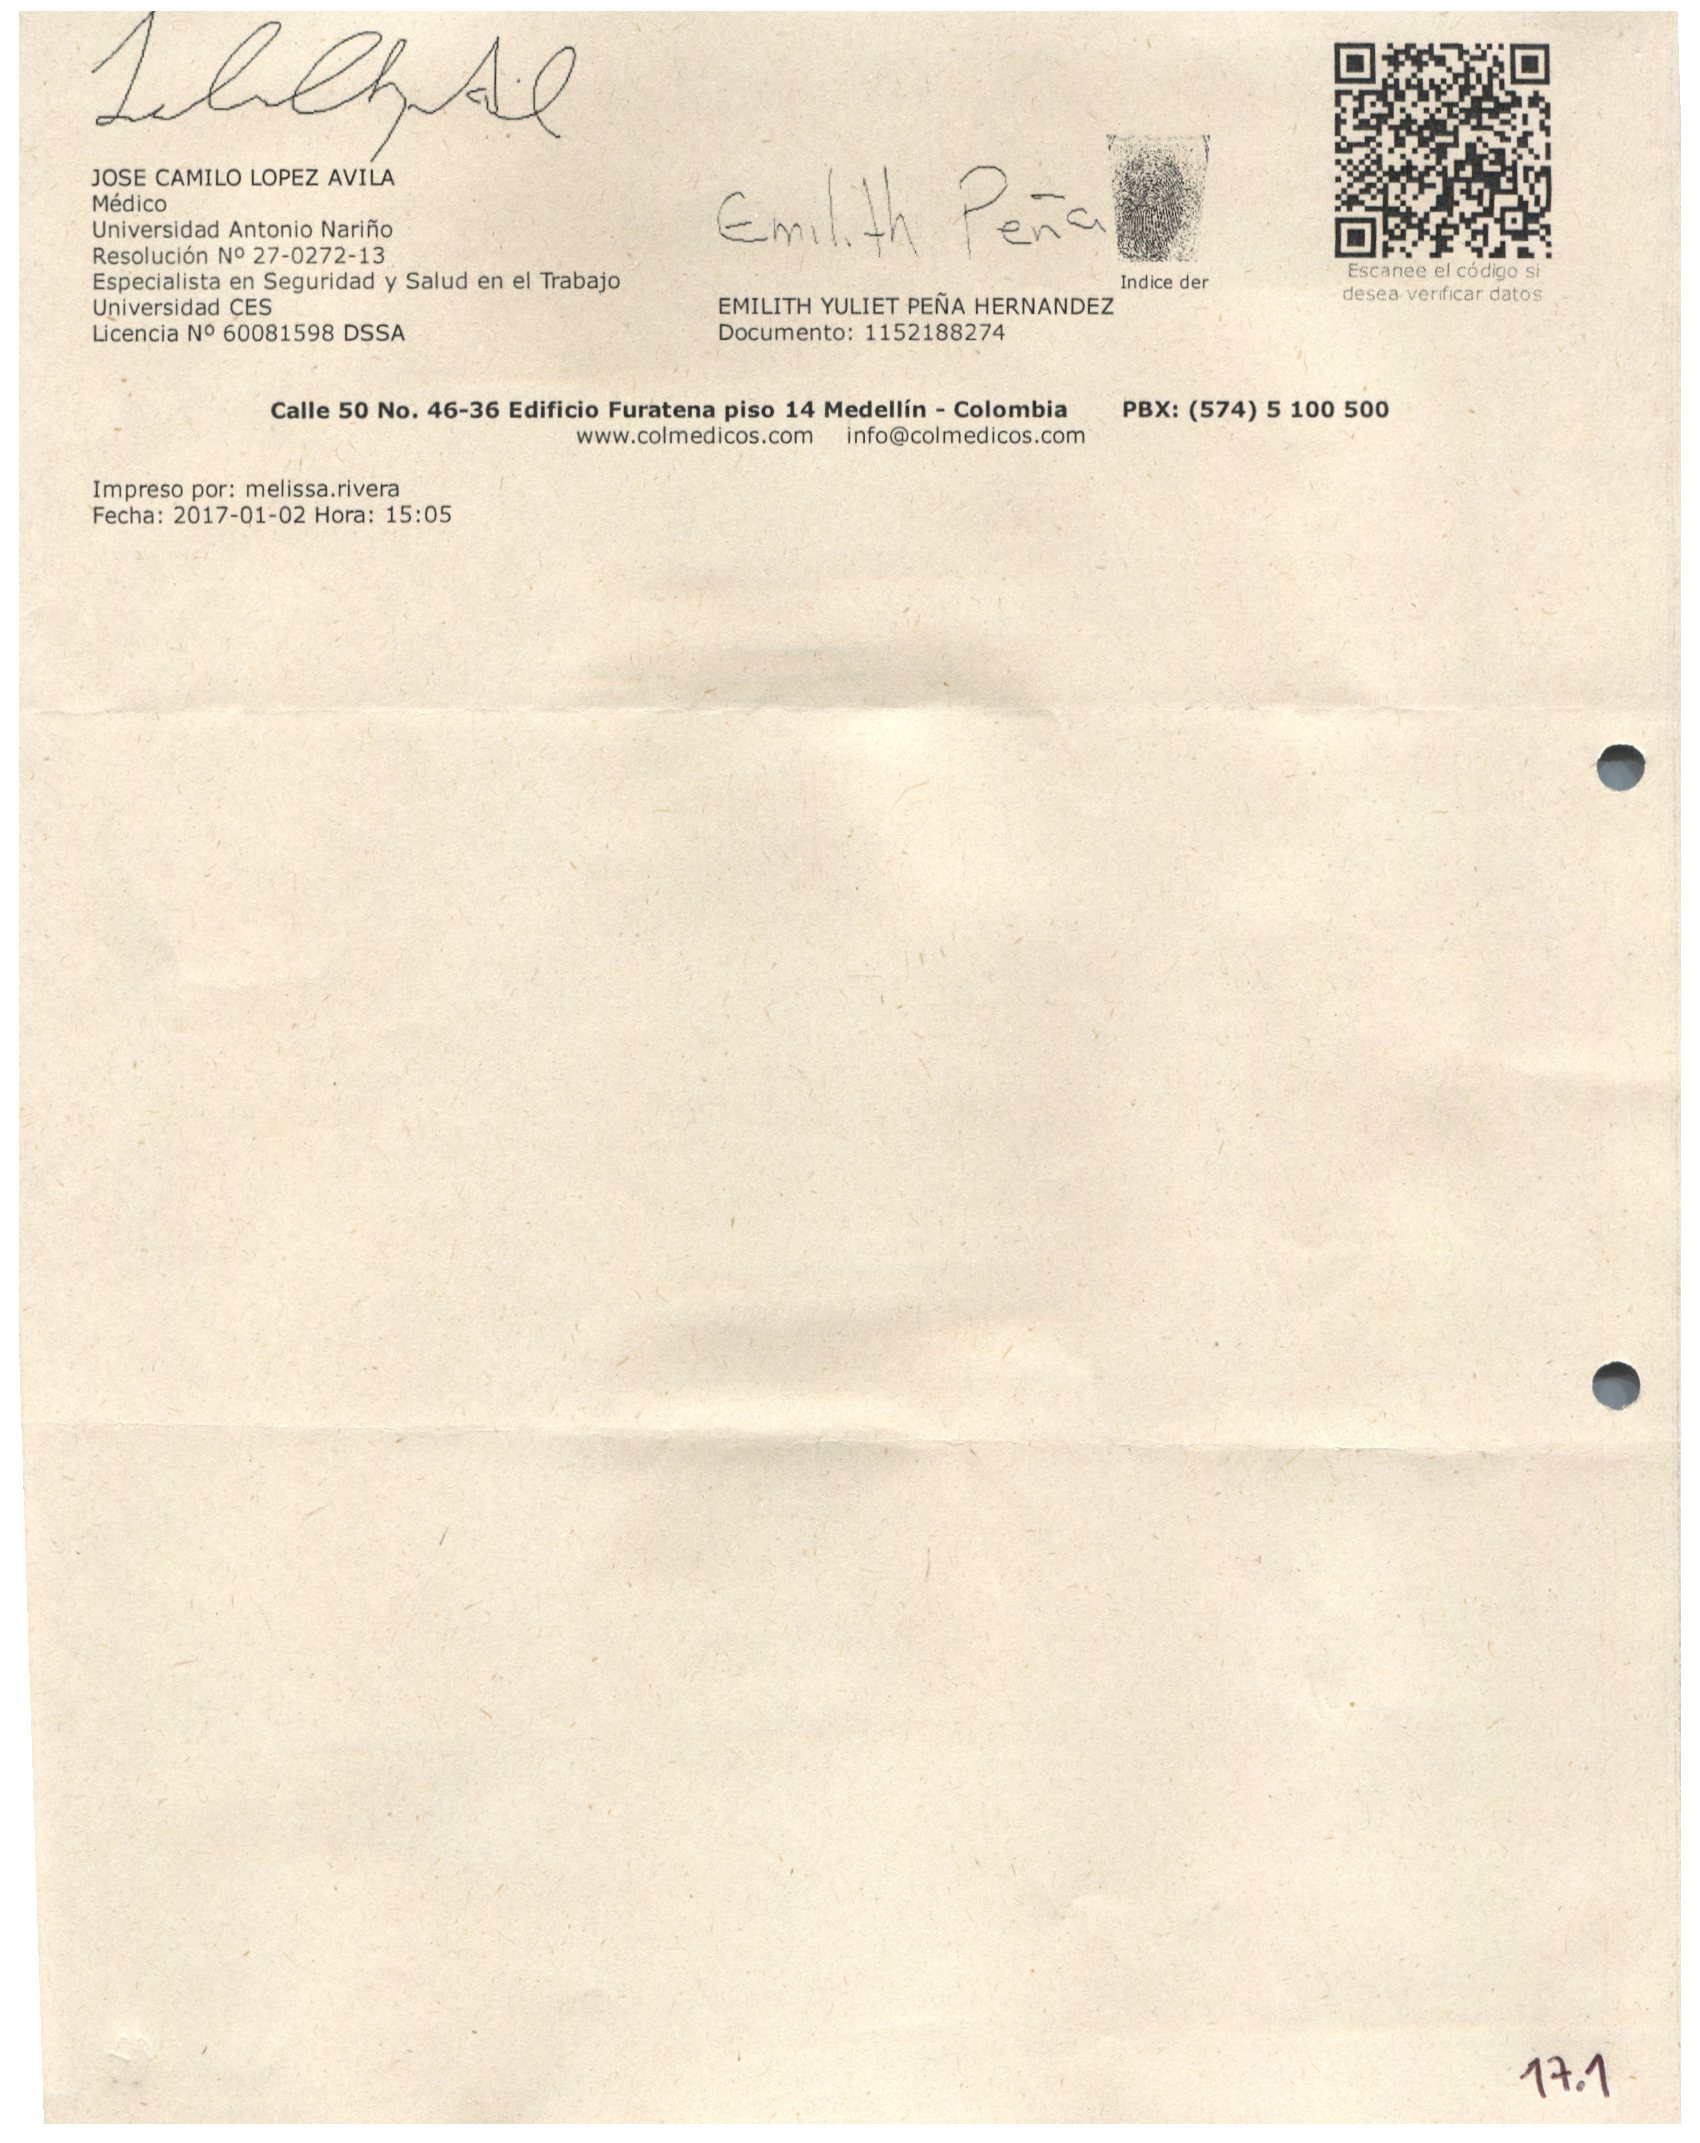 JOSE CAMILO LOPEZ AVILA
Médico
Universidad Antonio Nariño
Resolución Nº 27-0272-13
Especialista en Seguridad y Salud en el Trabajo
Universidad CES
Licencia Nº 60081598 DSSA
Emilith Peña
Indice der
EMILITH YULIET PEÑA HERNANDEZ
Documento: 1152188274
Escanee el código si
desea verificar datos
Calle 50 No. 46-36 Edificio Furatena piso 14 Medellín - Colombia PBX: (574) 5 100 500
www.colmedicos.com info@colmedicos.com
Impreso por: melissa.rivera
Fecha: 2017-01-02 Hora: 15:05
17.1